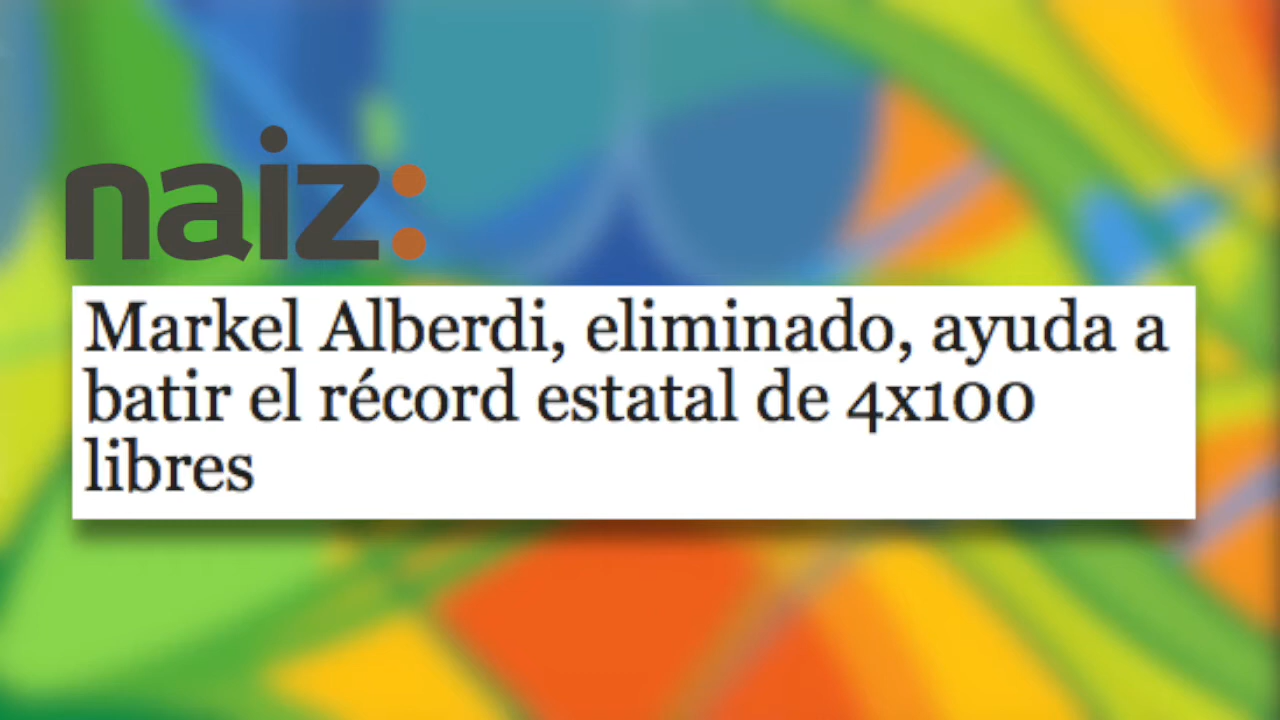 naiz:
Markel Alberdi, eliminado, ayuda a
batir el récord estatal de 4x100
libres